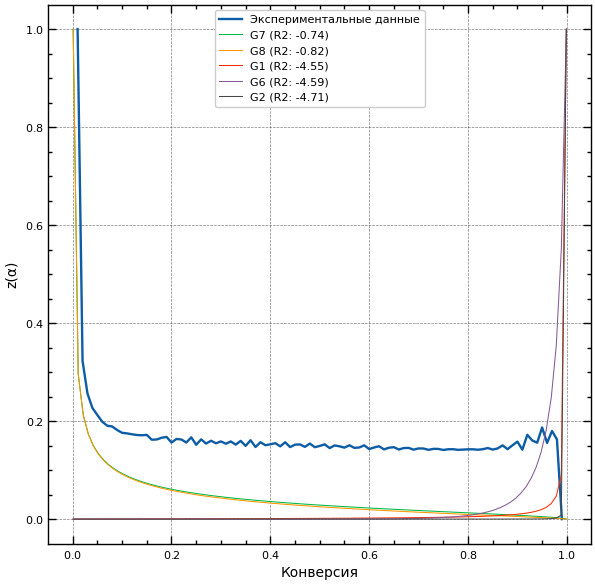 Экспериментальные данные
G7 (R2: -0.74)
G8 (R2: -0.82)
G1 (R2: -4.55)
G6 (R2: -4.59)
G2 (R2: -4.71)
z(α)
1.0
0.8
0.6
0.4
0.2
0.0
0.0 0.2 0.4 0.6 0.8 1.0
Конверсия